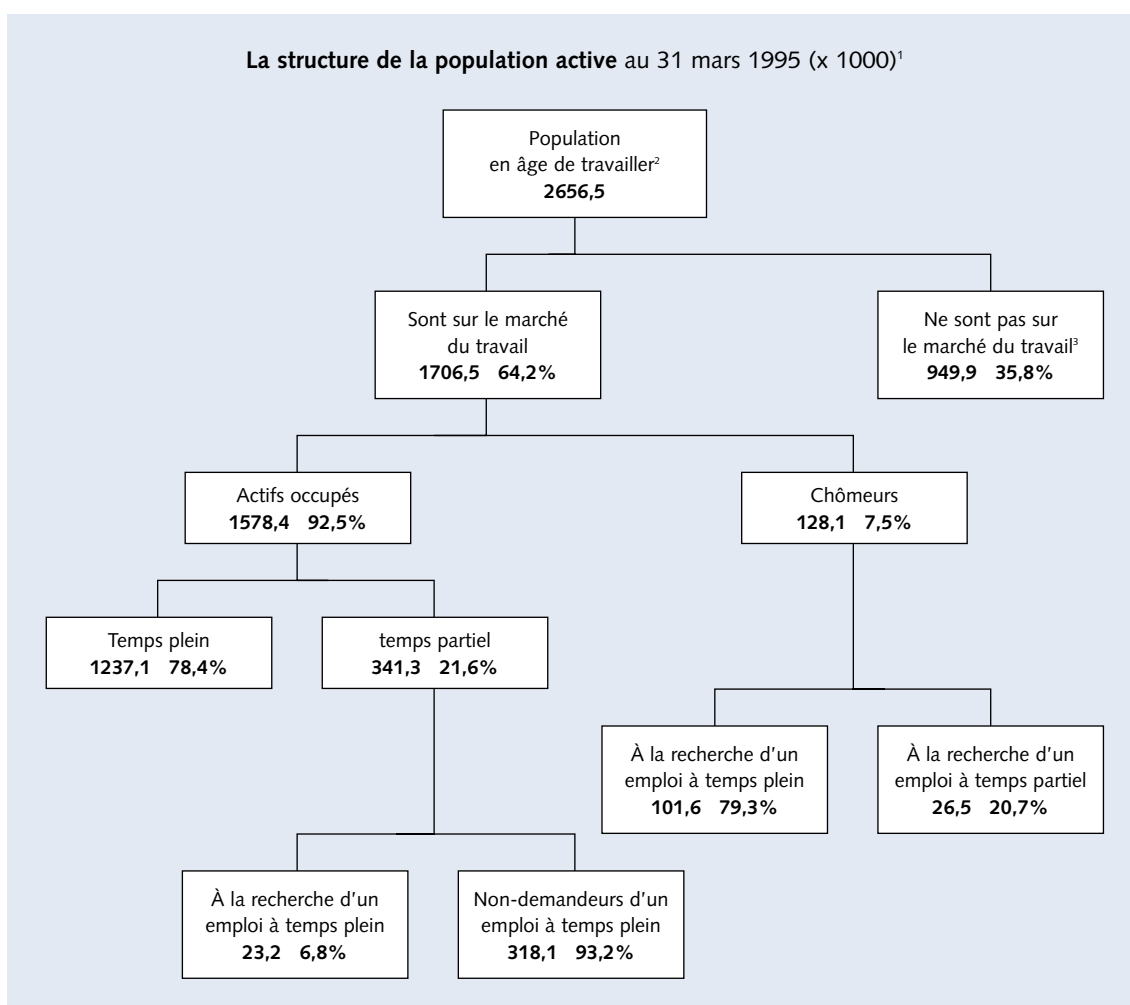 La structure de la population active au 31 mars 1995 (x 1000)¹
Population
en âge de travailler²
2656,5
Sont sur le marché
du travail
1706,5 64,2%
Ne sont pas sur
le marché du travail³
949,9 35,8%
Actifs occupés
1578,4 92,5%
Chômeurs
128,1 7,5%
Temps plein
1237,1 78,4%
temps partiel
341,3 21,6%
À la recherche d'un
emploi à temps plein
101,6 79,3%
À la recherche d'un
emploi à temps partiel
26,5 20,7%
À la recherche d'un
emploi à temps plein
23,2 6,8%
Non-demandeurs d'un
emploi à temps plein
318,1 93,2%